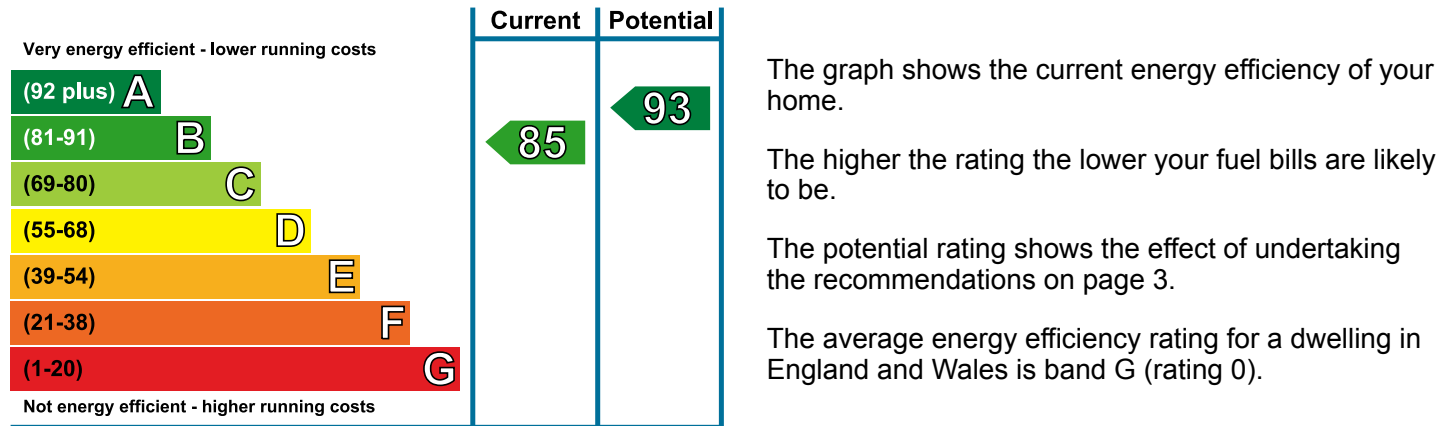 Current Potential
Very energy efficient - lower running costs
(92 plus) A
(81-91) B
(69-80) C
(55-68) D
(39-54) E
(21-38) F
(1-20) G
Not energy efficient - higher running costs
85
93
The graph shows the current energy efficiency of your
home.
The higher the rating the lower your fuel bills are likely
to be.
The potential rating shows the effect of undertaking
the recommendations on page 3.
The average energy efficiency rating for a dwelling in
England and Wales is band G (rating 0).